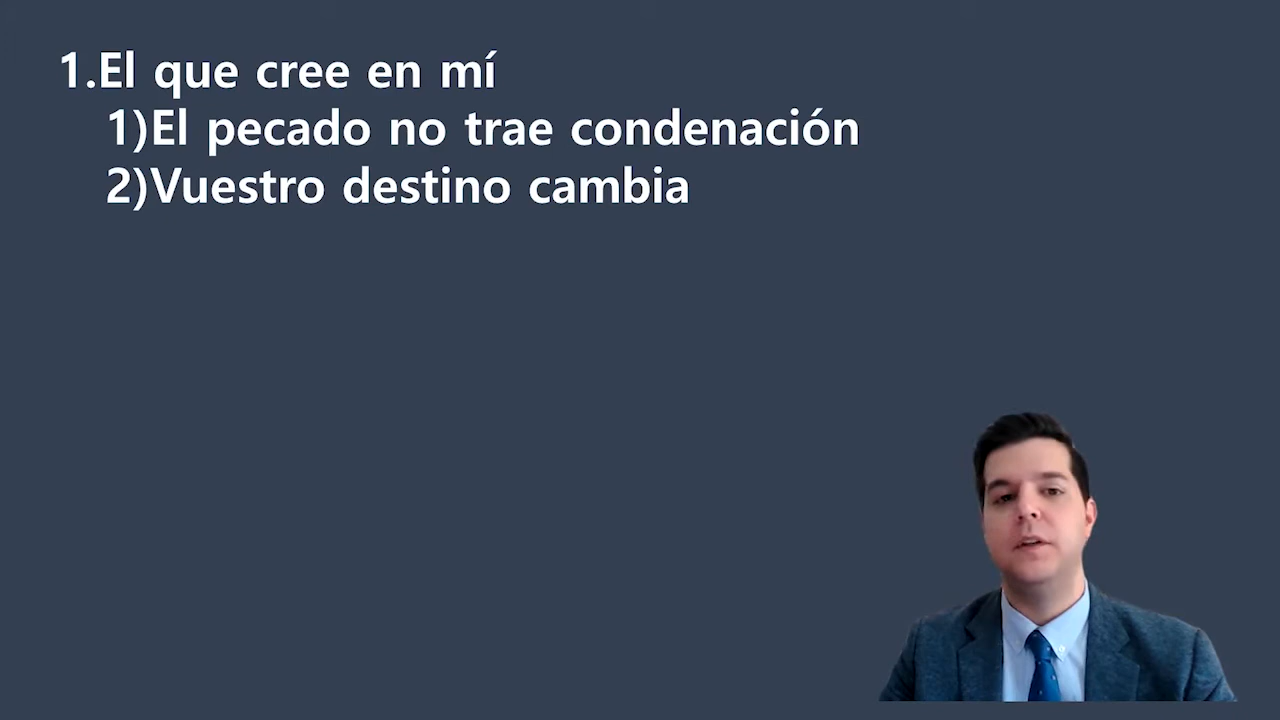 1.El que cree en mí
1)El pecado no trae condenación
2)Vuestro destino cambia